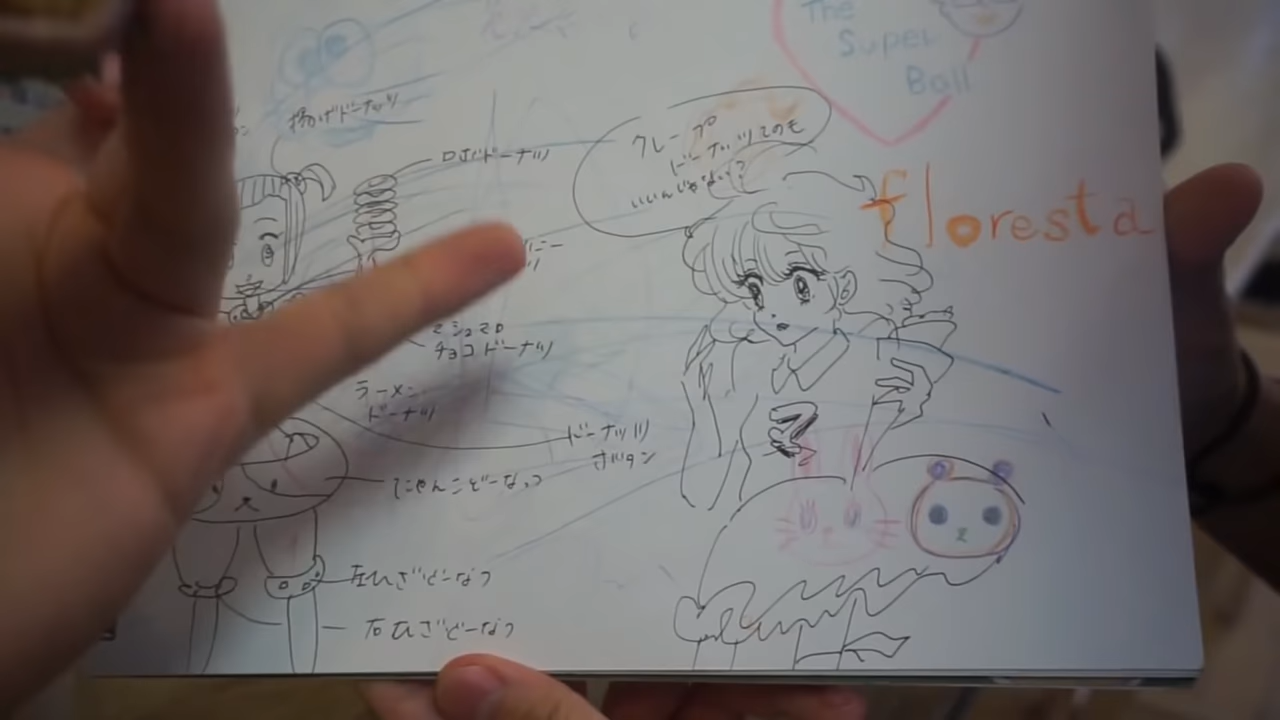 The
Super
Ball
floresta
揚げドーナッツ
ロボドーナツ
クレープ
ドーナッツってのも
いいんじゃない?
マシュマロ
チョコドーナツ
ラーメン
ドーナツ
ドーナッツ
ボタン
にゃんこどーなつ
左ひざどーなつ
右ひざどーなつ